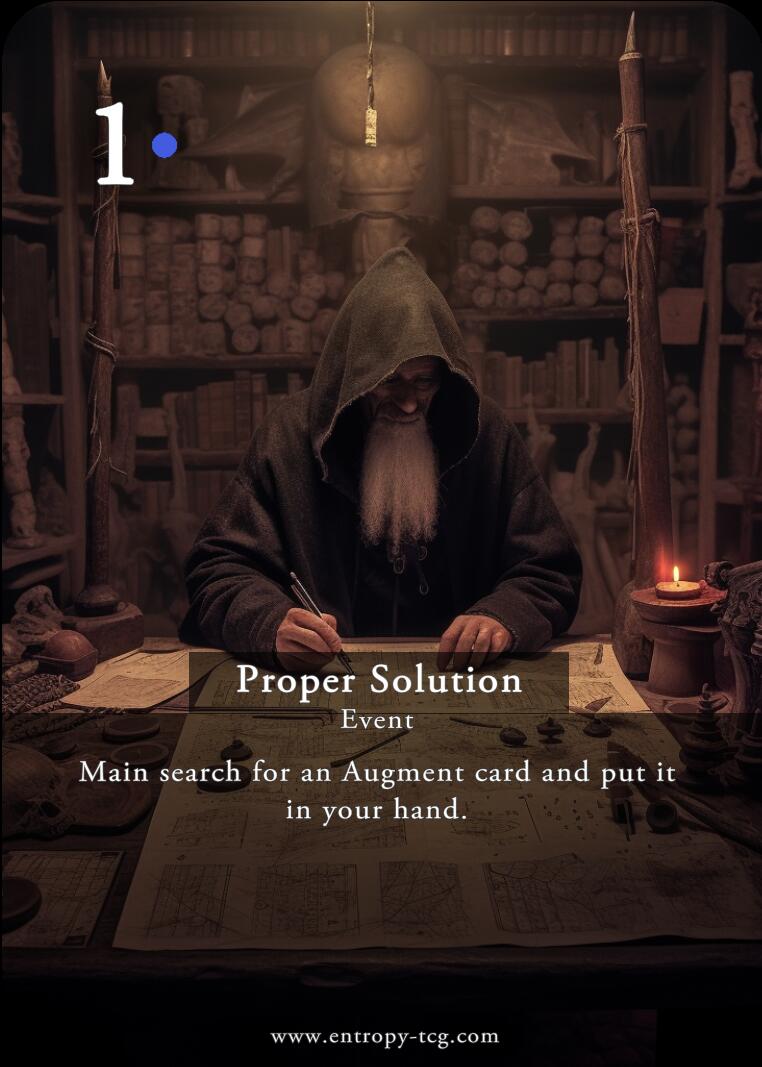 1
Proper Solution
Event
Main search for an Augment card and put it
in your hand.
www.entropy-tcg.com